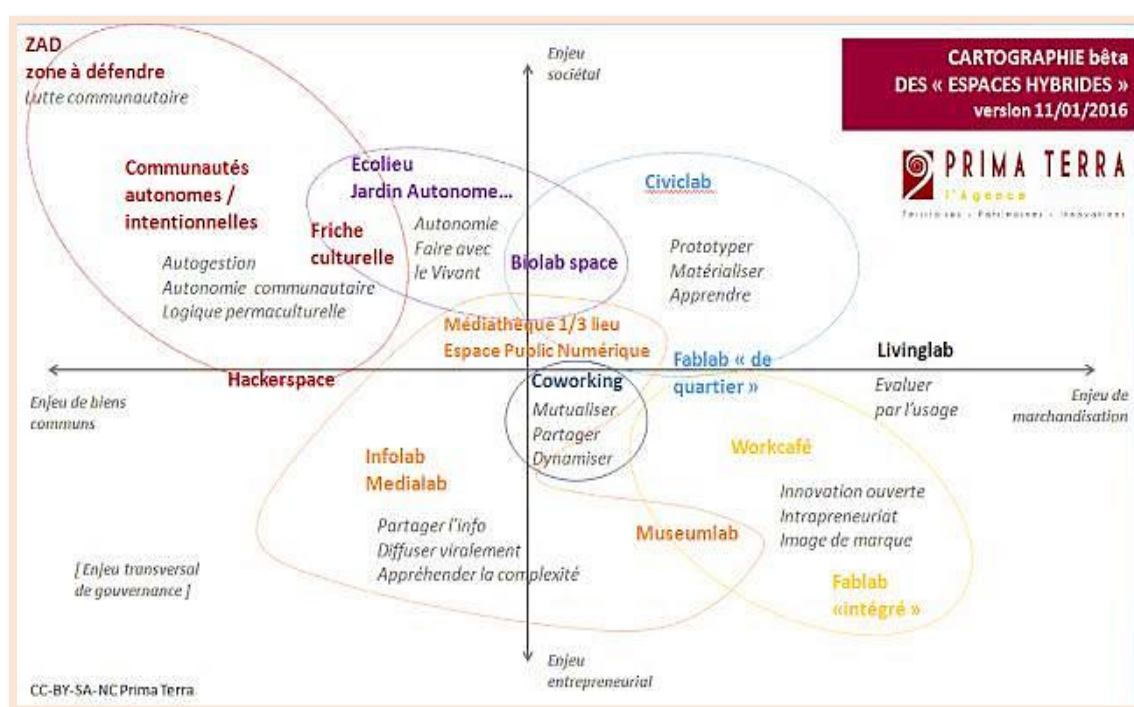 ZAD
zone à défendre
Lutte communautaire
Enjeu
sociétal
CARTOGRAPHIE bêta
DES « ESPACES HYBRIDES »
version 11/01/2016
PRIMA TERRA
l'Agence
Territoires - Patrimoines - Innovations
Communautés
autonomes /
intentionnelles
Autogestion
Autonomie communautaire
Logique permaculturelle
Friche
culturelle
Ecolieu
Jardin Autonome...
Autonomie
Faire avec
le Vivant
Biolab space
Civiclab
Prototyper
Matérialiser
Apprendre
Médiathèque 1/3 lieu
Espace Public Numérique
Fablab « de
quartier »
Livinglab
Evaluer
par l'usage
Hackerspace
Enjeu de biens
communs
Enjeu de
marchandisation
Coworking
Mutualiser
Partager
Dynamiser
Infolab
Medialab
Partager l'info
Diffuser viralement
Appréhender la complexité
Workcafé
Innovation ouverte
Intrapreneuriat
Image de marque
Museumlab
Fablab
«intégré »
[ Enjeu transversal
de gouvernance ]
Enjeu
entrepreneurial
CC-BY-SA-NC Prima Terra